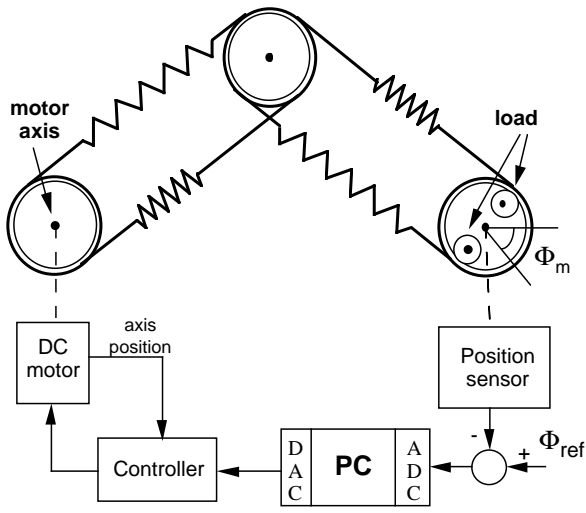 motor
axis
load
Φm
axis
position
DC
motor
Position
sensor
- 
+
Φref
Controller
D
A
C
PC
A
D
C